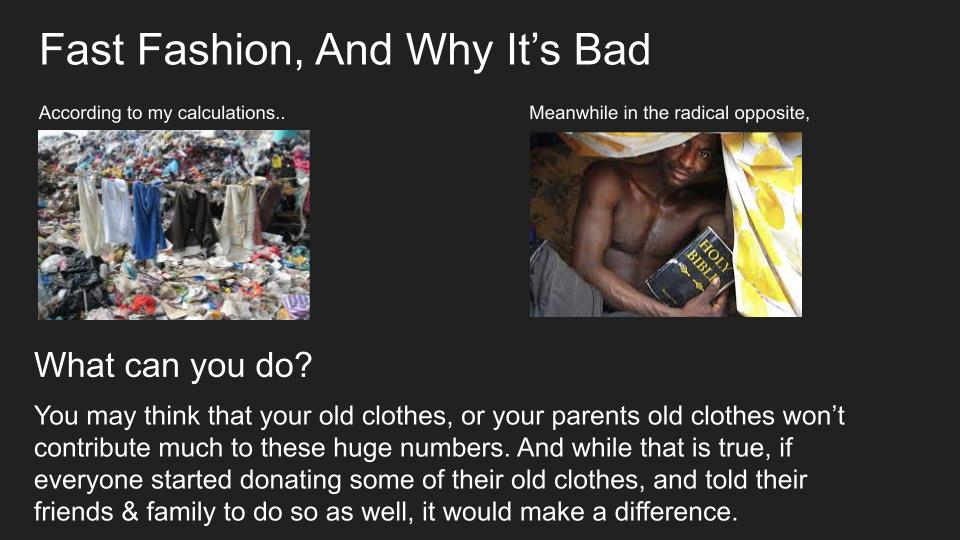 Fast Fashion, And Why It's Bad
According to my calculations..
Meanwhile in the radical opposite,
HOLY
BIBLE
What can you do?
You may think that your old clothes, or your parents old clothes won't
contribute much to these huge numbers. And while that is true, if
everyone started donating some of their old clothes, and told their
friends & family to do so as well, it would make a difference.